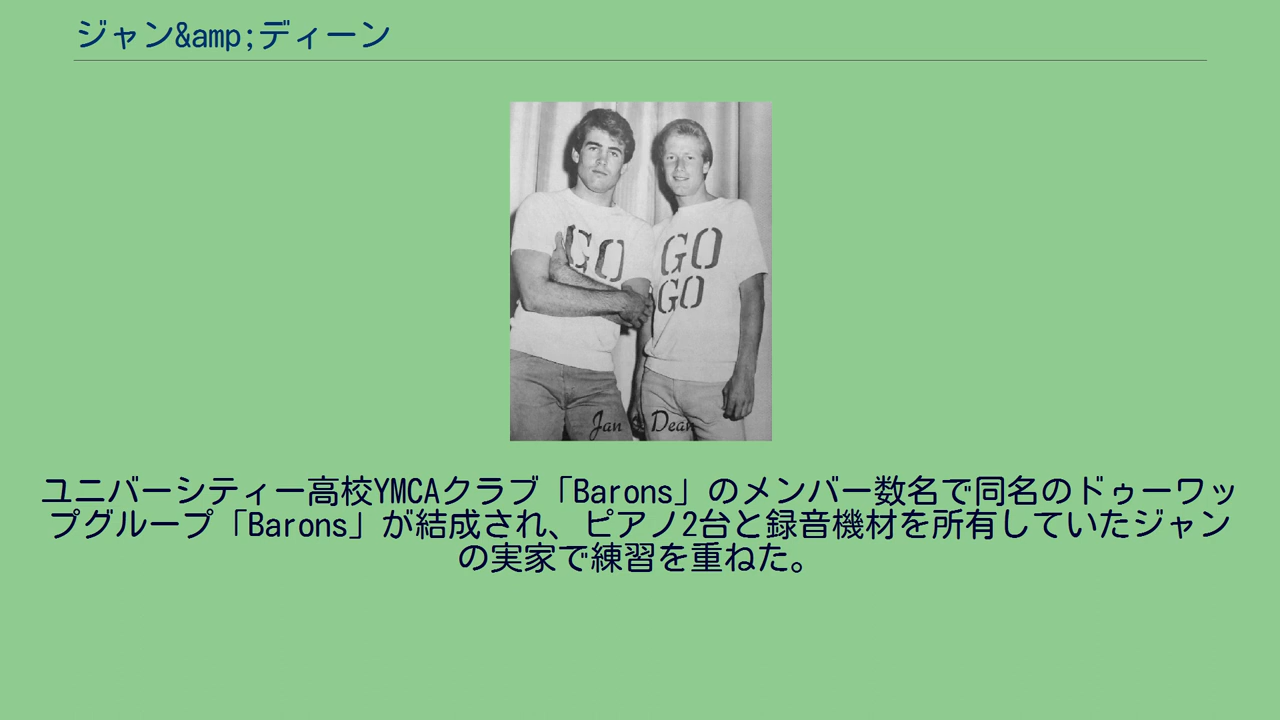 ジャン&amp;ディーン
GO
GO
GO
Jan & Dean
ユニバーシティー高校YMCAクラブ「Barons」のメンバー数名で同名のドゥーワッ
プグループ「Barons」が結成され、ピアノ2台と録音機材を所有していたジャン
の実家で練習を重ねた。